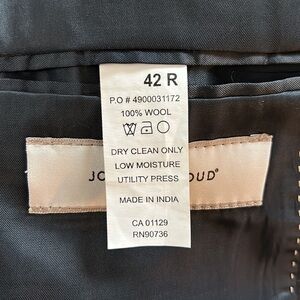 42 R
P.O # 4900031172
100% WOOL
DRY CLEAN ONLY
LOW MOISTURE
UTILITY PRESS
MADE IN INDIA
CA 01129
RN90736